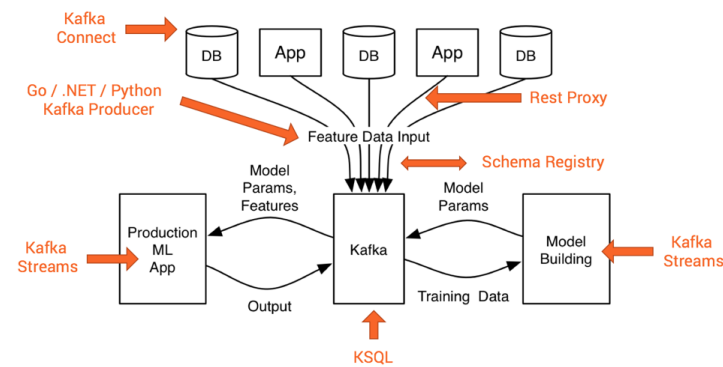 Kafka
Connect
DB
App
DB
App
DB
Go / .NET / Python
Kafka Producer
Rest Proxy
Feature Data Input
Schema Registry
Model
Params,
Features
Model
Params
Kafka
Streams
Production
ML
App
Kafka
Model
Building
Kafka
Streams
Output
Training Data
KSQL